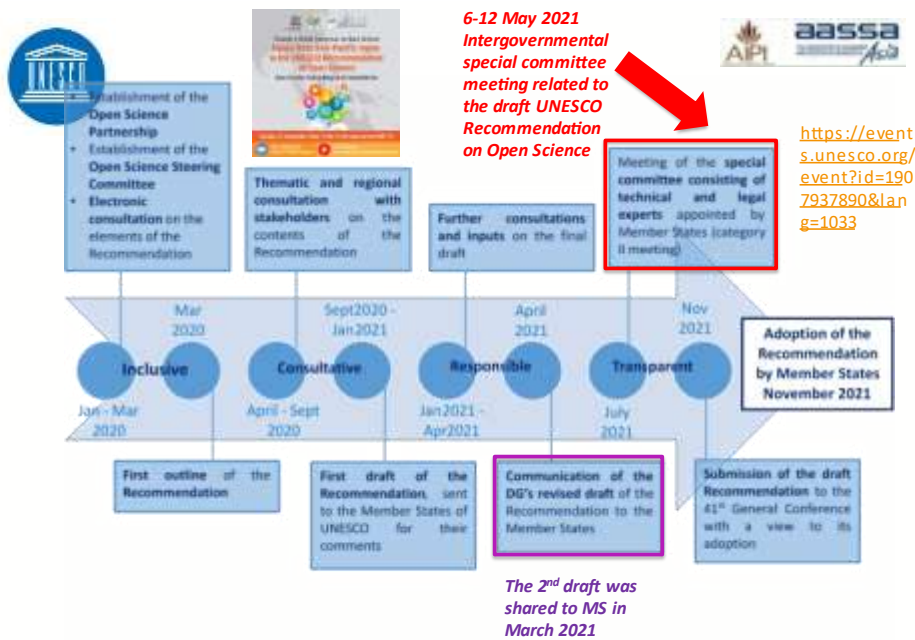 UNESCO
6-12 May 2021
Intergovernmental
special committee
meeting related to
the draft UNESCO
Recommendation
on Open Science
AIPI
aassa
Asia
https://event
s.unesco.org/
event?id=190
7937890&lan
g=1033
• Establishment of the
Open Science
Partnership
• Establishment of the
Open Science Steering
Committee
• Electronic
consultation on the
elements of the
Recommendation
Thematic and regional
consultation with
stakeholders on the
contents of the
Recommendation
Further consultations
and inputs on the final
draft
Meeting of the special
committee consisting of
technical and legal
experts appointed by
Member States (category
II meeting)
Mar
2020
Sept2020 -
Jan2021
April
2021
Nov
2021
Inclusive
Consultative
Responsible
Transparent
Adoption of the
Recommendation
by Member States
November 2021
Jan - Mar
2020
April - Sept
2020
Jan2021 -
Apr2021
July
2021
First outline of the
Recommendation
First draft of the
Recommendation, sent
to the Member States of
UNESCO for their
comments
Communication of the
DG's revised draft of the
Recommendation to the
Member States
Submission of the draft
Recommendation to the
41st General Conference
with a view to its
adoption
The 2nd draft was
shared to MS in
March 2021